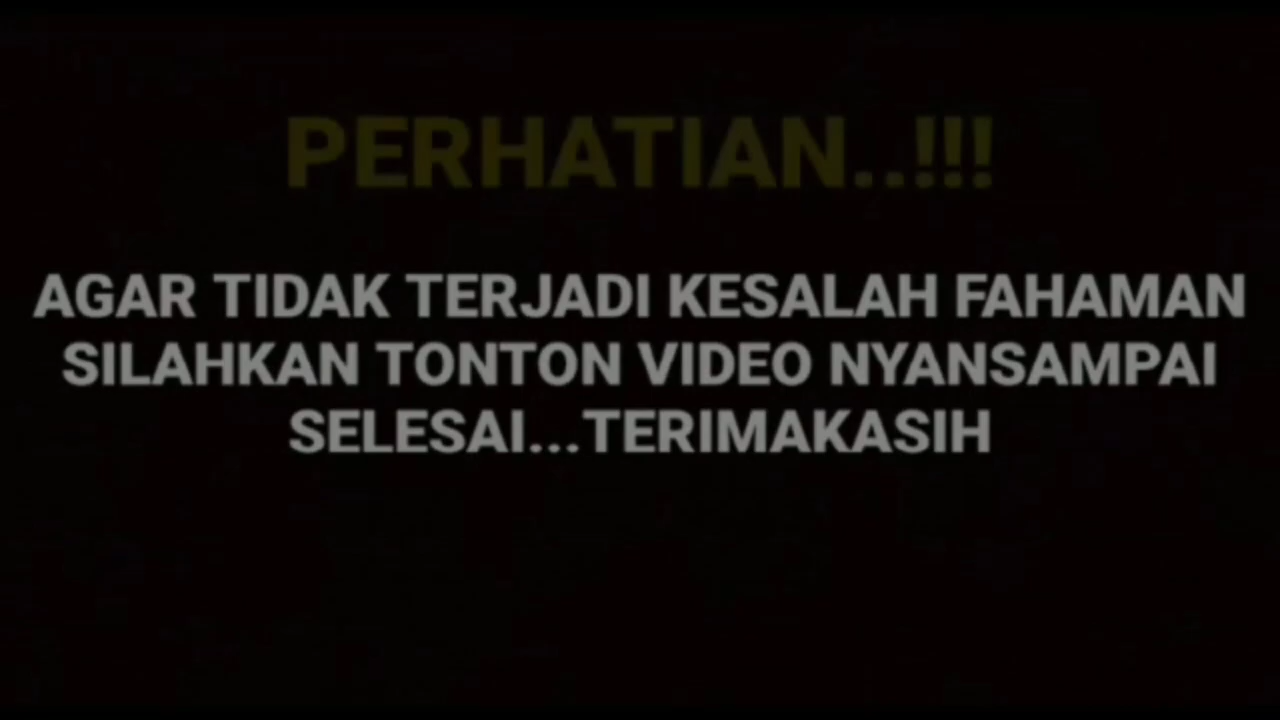 PERHATIAN..!!!
AGAR TIDAK TERJADI KESALAH FAHAMAN
SILAHKAN TONTON VIDEO NYANSAMPAI
SELESAI...TERIMAKASIH